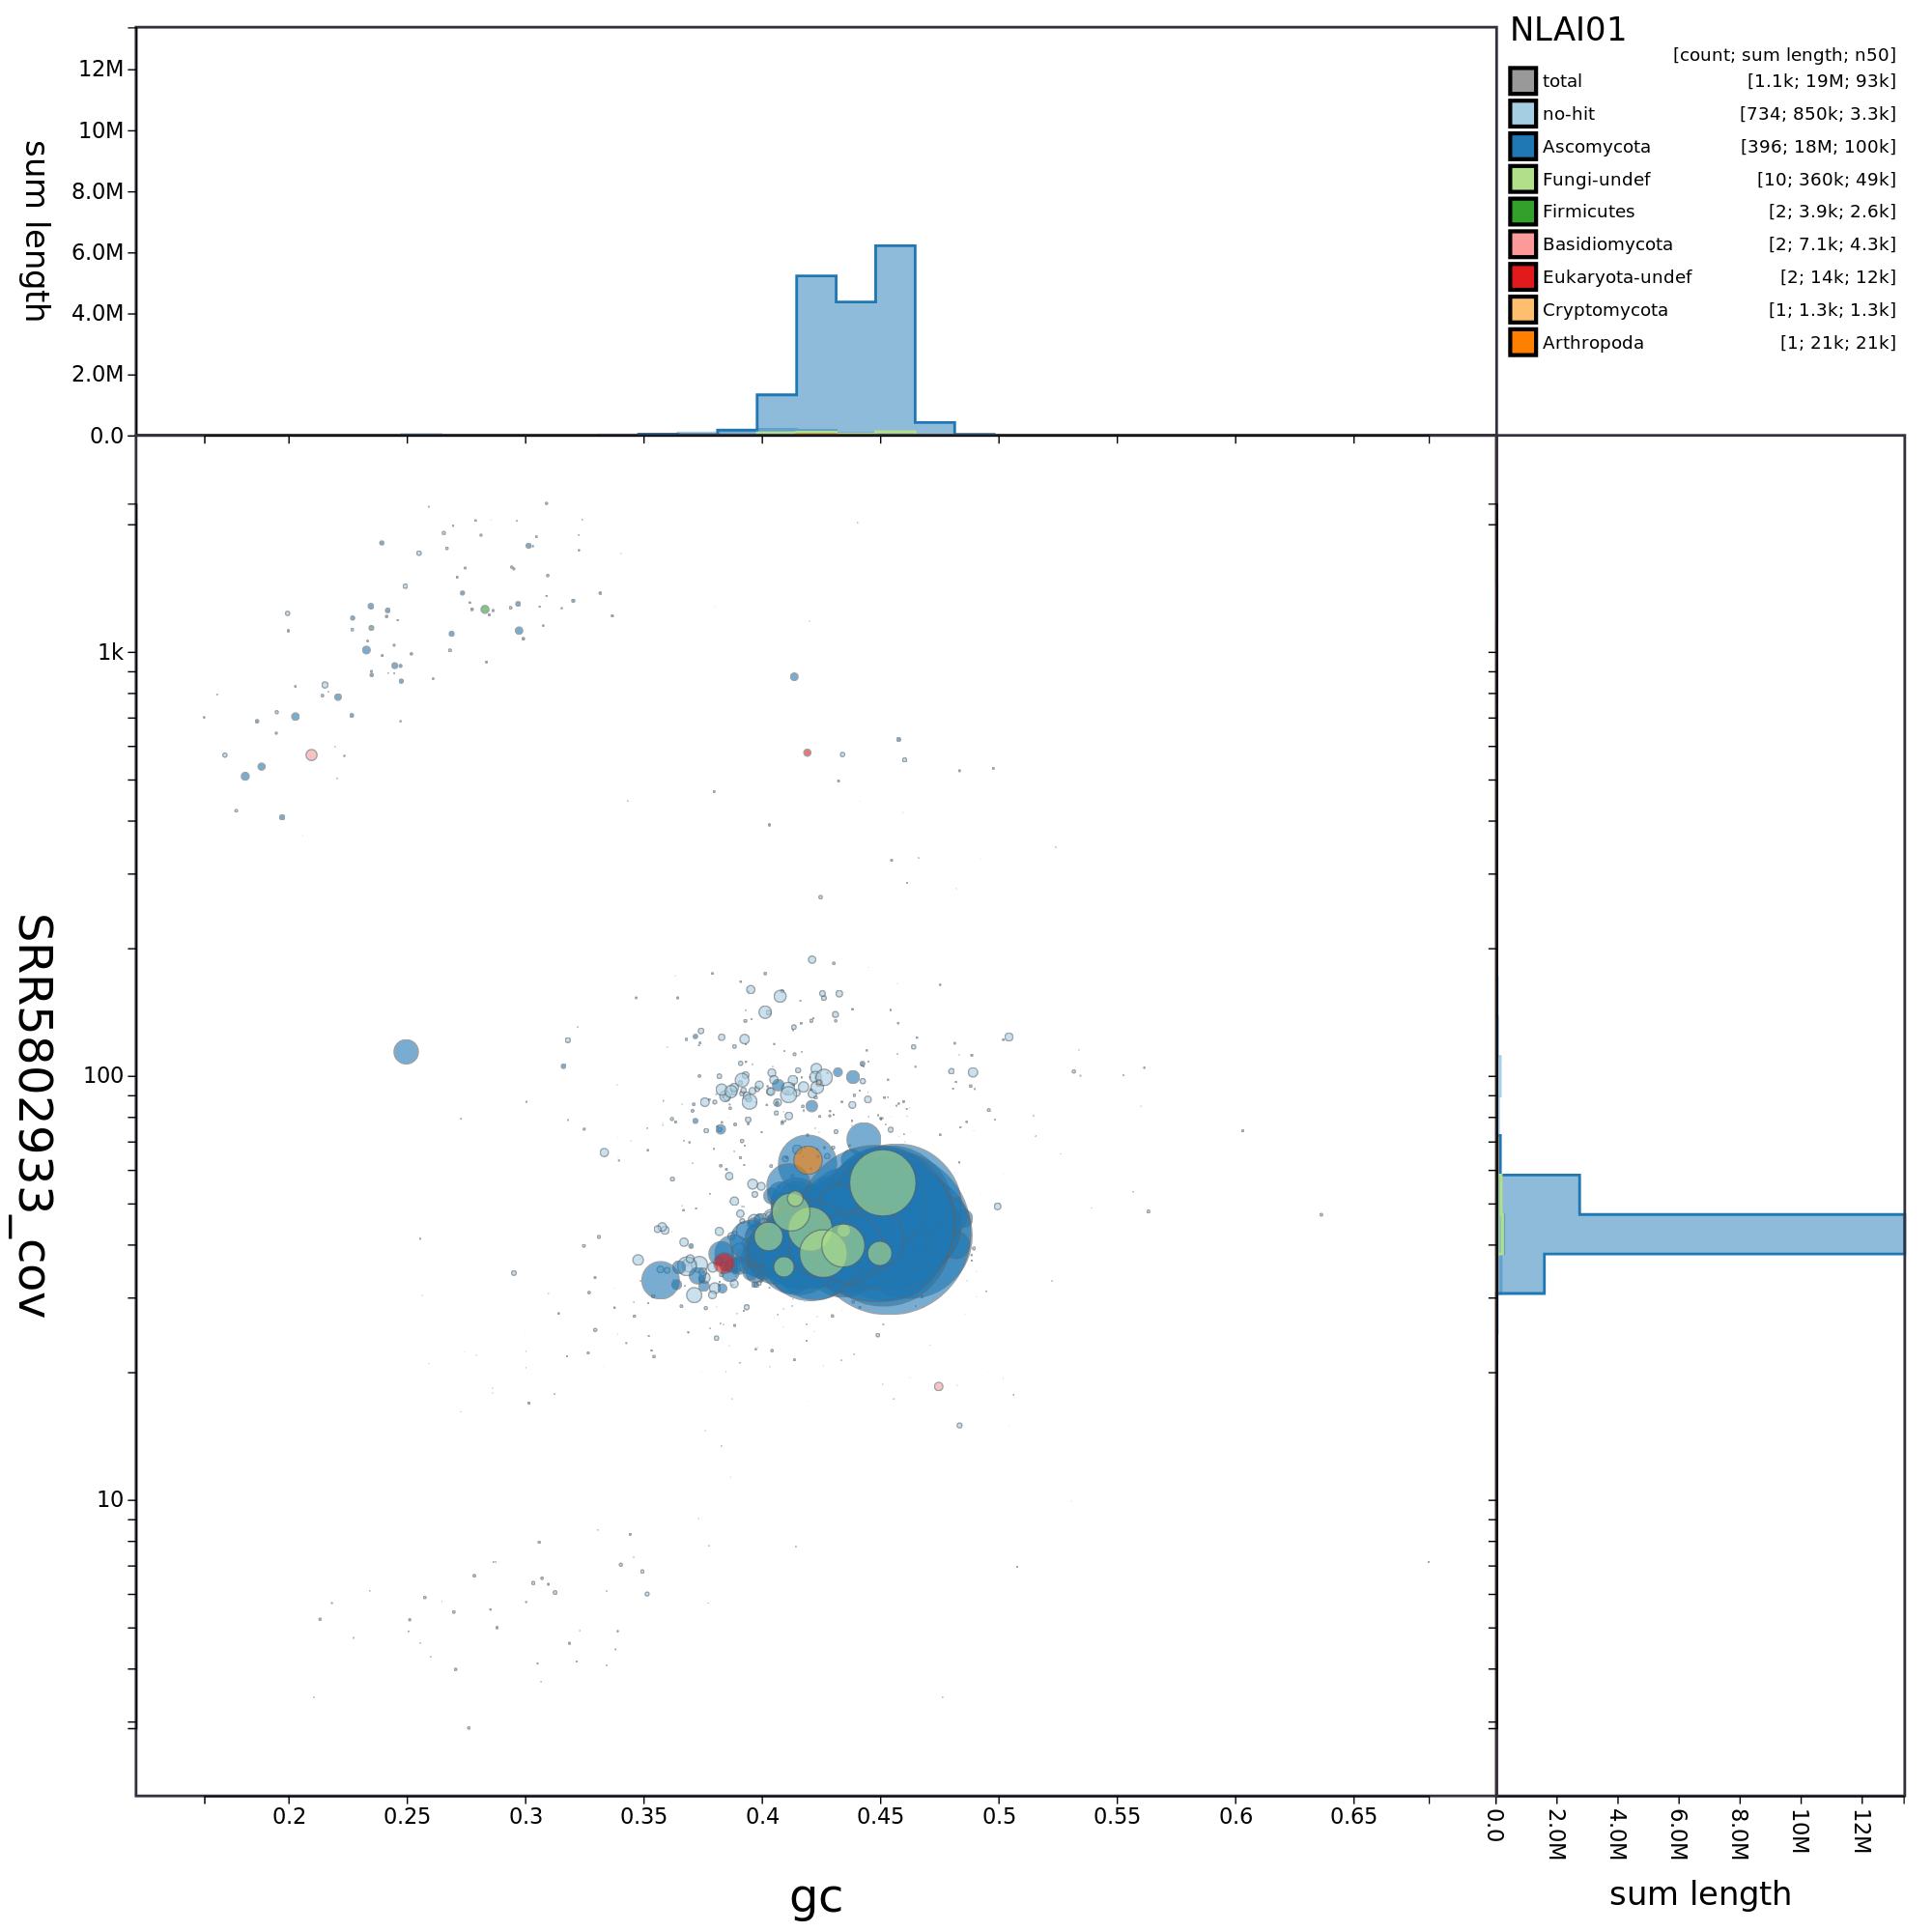 NLAI01
[count; sum length; n50]
total [1.1k; 19M; 93k]
no-hit [734; 850k; 3.3k]
Ascomycota [396; 18M; 100k]
Fungi-undef [10; 360k; 49k]
Firmicutes [2; 3.9k; 2.6k]
Basidiomycota [2; 7.1k; 4.3k]
Eukaryota-undef [2; 14k; 12k]
Cryptomycota [1; 1.3k; 1.3k]
Arthropoda [1; 21k; 21k]
sum length
12M
10M
8.0M
6.0M
4.0M
2.0M
0.0
SRR5802933_cov
1k
100
10
0.2 0.25 0.3 0.35 0.4 0.45 0.5 0.55 0.6 0.65
gc
0.0 2.0M 4.0M 6.0M 8.0M 10M 12M
sum length